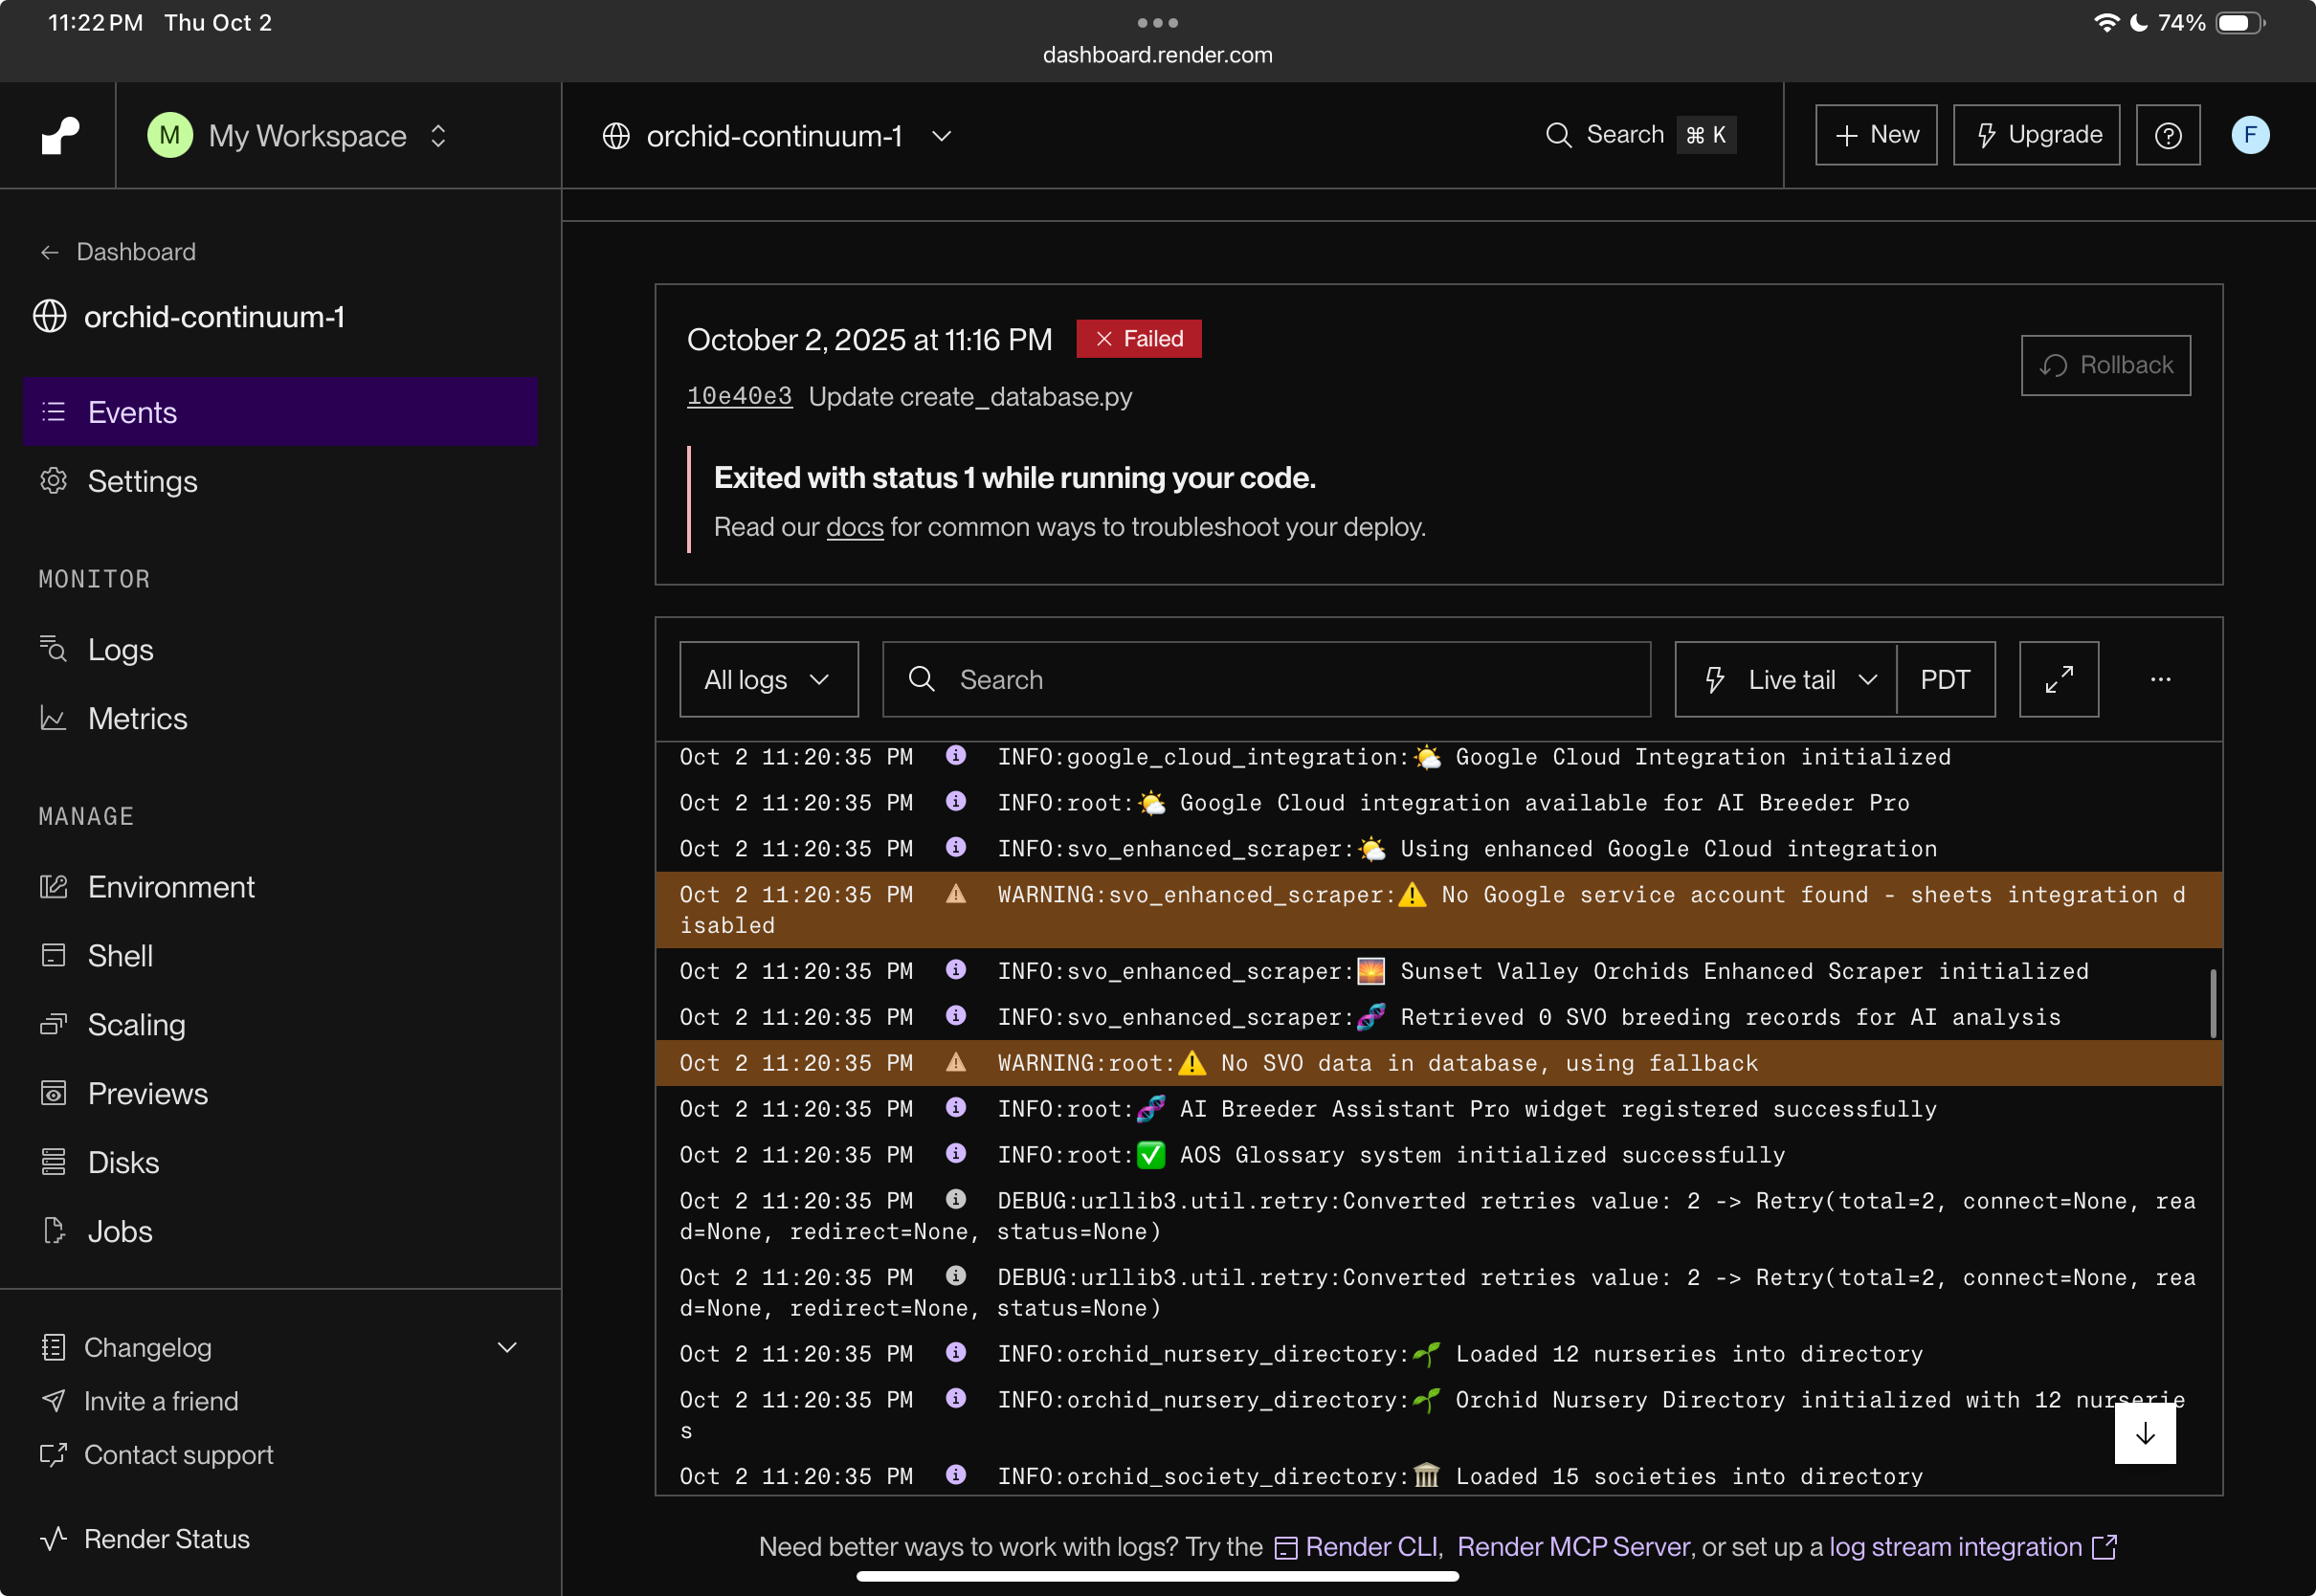 11:22 PM Thu Oct 2
74%
dashboard.render.com
M My Workspace
orchid-continuum-1
Search ⌘ K
+ New
Upgrade
F
← Dashboard
orchid-continuum-1
Events
Settings
MONITOR
Logs
Metrics
MANAGE
Environment
Shell
Scaling
Previews
Disks
Jobs
Changelog
Invite a friend
Contact support
Render Status
October 2, 2025 at 11:16 PM
Failed
Rollback
10e40e3 Update create_database.py
Exited with status 1 while running your code.
Read our docs for common ways to troubleshoot your deploy.
All logs
Search
Live tail
PDT
Oct 2 11:20:35 PM INFO:google_cloud_integration:🌤️ Google Cloud Integration initialized
Oct 2 11:20:35 PM INFO:root:🌤️ Google Cloud integration available for AI Breeder Pro
Oct 2 11:20:35 PM INFO:svo_enhanced_scraper:🌤️ Using enhanced Google Cloud integration
Oct 2 11:20:35 PM WARNING:svo_enhanced_scraper:⚠️ No Google service account found - sheets integration d
isabled
Oct 2 11:20:35 PM INFO:svo_enhanced_scraper:🌅 Sunset Valley Orchids Enhanced Scraper initialized
Oct 2 11:20:35 PM INFO:svo_enhanced_scraper:🧬 Retrieved 0 SVO breeding records for AI analysis
Oct 2 11:20:35 PM WARNING:root:⚠️ No SVO data in database, using fallback
Oct 2 11:20:35 PM INFO:root:🧬 AI Breeder Assistant Pro widget registered successfully
Oct 2 11:20:35 PM INFO:root:✅ AOS Glossary system initialized successfully
Oct 2 11:20:35 PM DEBUG:urllib3.util.retry:Converted retries value: 2 -> Retry(total=2, connect=None, rea
d=None, redirect=None, status=None)
Oct 2 11:20:35 PM DEBUG:urllib3.util.retry:Converted retries value: 2 -> Retry(total=2, connect=None, rea
d=None, redirect=None, status=None)
Oct 2 11:20:35 PM INFO:orchid_nursery_directory:🌱 Loaded 12 nurseries into directory
Oct 2 11:20:35 PM INFO:orchid_nursery_directory:🌱 Orchid Nursery Directory initialized with 12 nurserie
s
Oct 2 11:20:35 PM INFO:orchid_society_directory:🏛️ Loaded 15 societies into directory
Need better ways to work with logs? Try the Render CLI, Render MCP Server, or set up a log stream integration